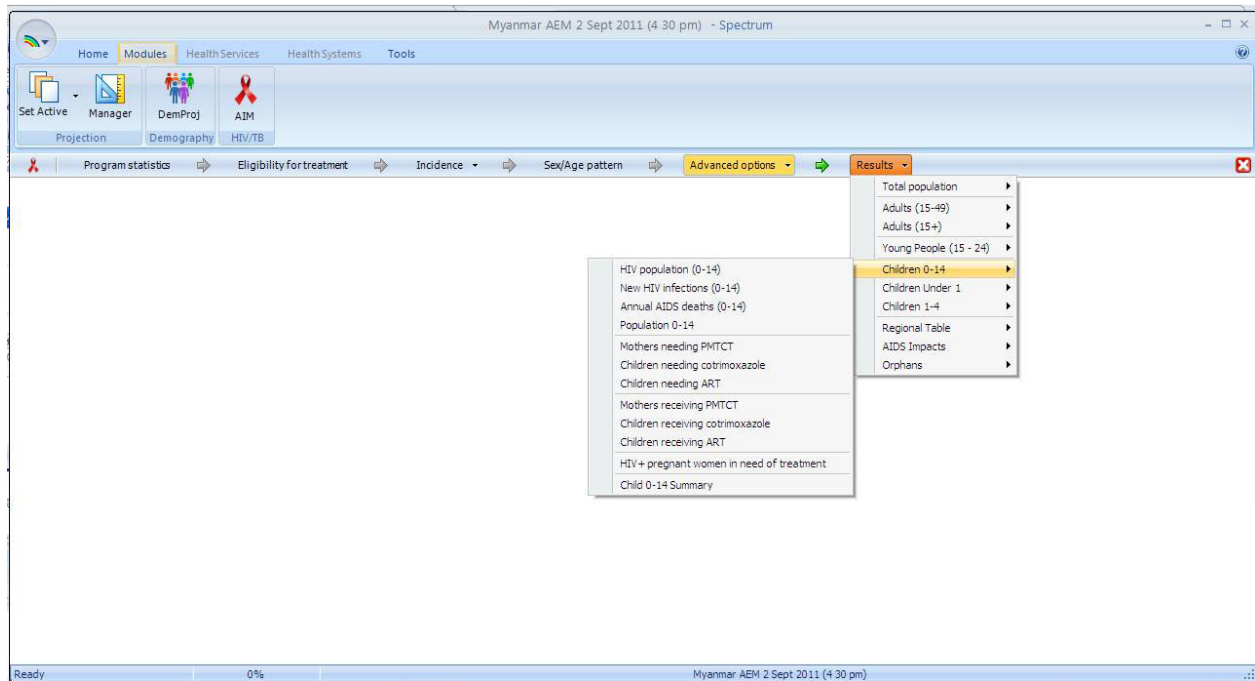 Myanmar AEM 2 Sept 2011 (4 30 pm) - Spectrum
Home Modules Health Services Health Systems Tools
Set Active Manager DemProj AIM
Projection Demography HIV/TB
Program statistics Eligibility for treatment Incidence Sex/Age pattern Advanced options Results
Total population
Adults (15-49)
Adults (15+)
Young People (15 - 24)
Children 0-14
Children Under 1
Children 1-4
Regional Table
AIDS Impacts
Orphans
HIV population (0-14)
New HIV infections (0-14)
Annual AIDS deaths (0-14)
Population 0-14
Mothers needing PMTCT
Children needing cotrimoxazole
Children needing ART
Mothers receiving PMTCT
Children receiving cotrimoxazole
Children receiving ART
HIV+ pregnant women in need of treatment
Child 0-14 Summary
Ready 0% Myanmar AEM 2 Sept 2011 (4 30 pm)